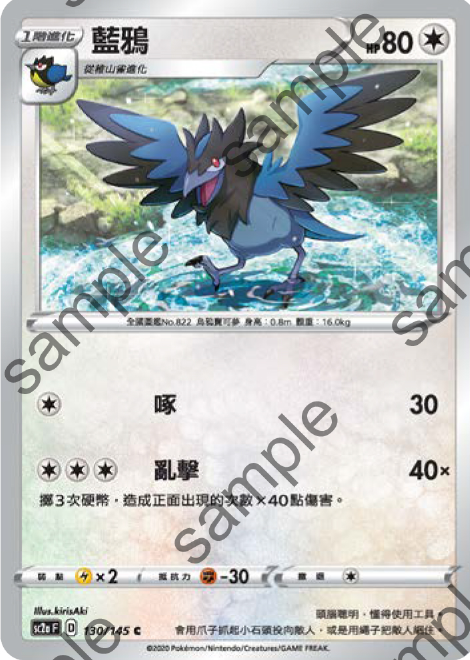 1階進化
藍鴉
HP80
從稚山雀進化
全國圖鑑No.822 烏鴉寶可夢 身高：0.8m 體重：16.0kg
啄 30
亂擊 40×
擲3次硬幣，造成正面出現的次數×40點傷害。
弱點 ×2 抵抗力 -30 撤退
Illus.kirisAki
sc2a F D 130/145 C
頭腦聰明，懂得使用工具。
會用爪子抓起小石頭投向敵人，或是用繩子把敵人綑住。
©2020 Pokémon/Nintendo/Creatures/GAME FREAK.
sample
sample
sample
sample
sample
sample